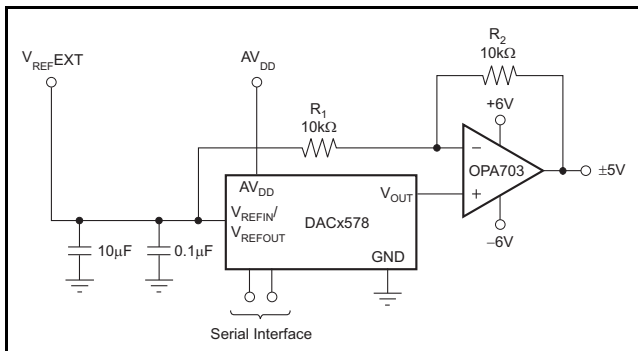 V_REFEXT
AV_DD
R_2
10kΩ
R_1
10kΩ
+6V
−
OPA703
+
±5V
−6V
AV_DD
V_REFIN/
V_REFOUT
DACx578
V_OUT
GND
10μF
0.1μF
Serial Interface